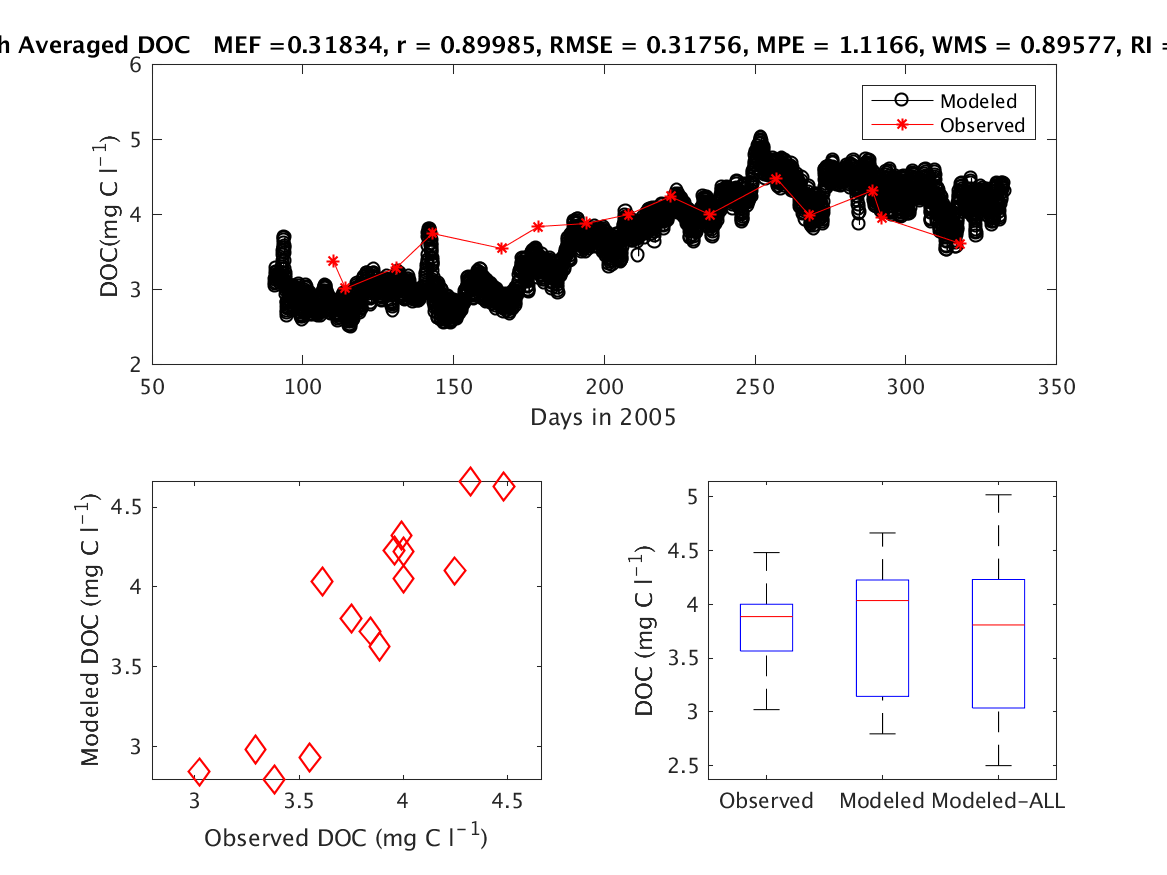 h Averaged DOC MEF =0.31834, r = 0.89985, RMSE = 0.31756, MPE = 1.1166, WMS = 0.89577, RI =
6
5
4
3
2
DOC(mg C l⁻¹)
Modeled
Observed
50 100 150 200 250 300 350
Days in 2005
4.5
4
3.5
3
Modeled DOC (mg C l⁻¹)
3 3.5 4 4.5
Observed DOC (mg C l⁻¹)
5
4.5
4
3.5
3
2.5
DOC (mg C l⁻¹)
Observed Modeled Modeled-ALL